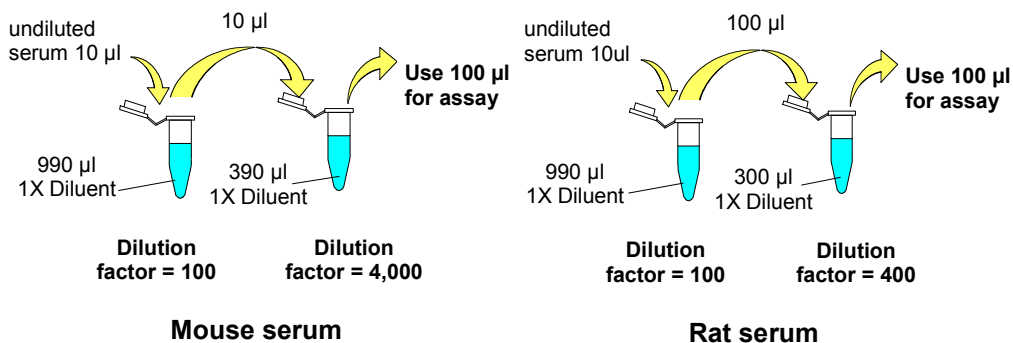 undiluted
serum 10 µl
10 µl
Use 100 µl
for assay
990 µl
1X Diluent
390 µl
1X Diluent
Dilution
factor = 100
Dilution
factor = 4,000
Mouse serum
undiluted
serum 10ul
100 µl
Use 100 µl
for assay
990 µl
1X Diluent
300 µl
1X Diluent
Dilution
factor = 100
Dilution
factor = 400
Rat serum